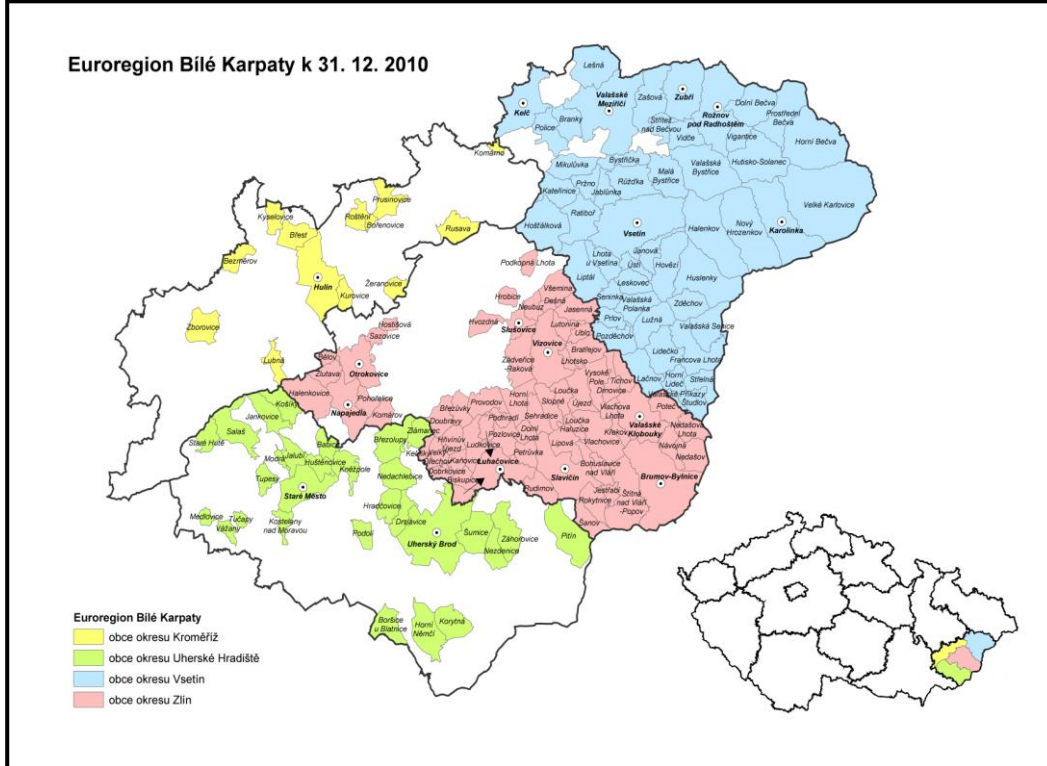 Euroregion Bílé Karpaty k 31. 12. 2010
Lešná
Kelč
Valašské
Meziříčí
Zašová
Zubří
Rožnov
pod Radhoštěm
Dolní Bečva
Prostřední
Bečva
Horní Bečva
Branky
Police
Střítež
nad Bečvou
Vidče
Vigantice
Hutisko-Solanec
Komárno
Mikulůvka
Bystřička
Valašská
Bystřice
Malá
Bystřice
Růžďka
Pržno
Jablůnka
Kateřinice
Ratiboř
Hošťálková
Vsetín
Halenkov
Nový
Hrozenkov
Karolinka
Velké Karlovice
Prusinovice
Roštění
Bořenovice
Kyselovice
Břest
Rusava
Bezměrov
Hulín
Žeranovice
Kurovice
Zborovice
Lubná
Podkopná Lhota
Lhota
u Vsetína
Janová
Ústí
Hovězí
Huslenky
Liptál
Leskovec
Seninka
Valašská
Polanka
Zděchov
Prlov
Lužná
Valašská Senice
Pozděchov
Lidečko
Francova Lhota
Lačnov
Horní
Lideč
Střelná
Valašské Příkazy
Študlov
Všemina
Hrobice
Neubuz
Dešná
Jasenná
Hvozdná
Slušovice
Lutonina
Ublo
Vizovice
Bratřejov
Zádveřice
-Raková
Lhotsko
Vysoké
Pole
Tichov
Drnovice
Hostišová
Sazovice
Bělov
Otrokovice
Žlutava
Halenkovice
Pohořelice
Napajedla
Komárov
Horní
Lhota
Loučka
Slopné
Újezd
Vlachova
Lhota
Poteč
Valašské
Klobouky
Nedašova
Lhota
Návojná
Nedašov
Křekov
Vlachovice
Loučka
Haluzice
Březůvky
Provodov
Doubravy
Podhradí
Sehradice
Dolní
Lhota
Hřivínův
Újezd
Ludkovice
Pozlovice
Petrůvka
Lipová
Kaňovice
Dobrkovice
Biskupice
Luhačovice
Slavičín
Bohuslavice
nad Vláří
Brumov-Bylnice
Rudimov
Jestřabí
Rokytnice
Štítná
nad Vláří
-Popov
Šanov
Košíky
Jankovice
Staré Hutě
Salaš
Zlámanec
Březolupy
Babice
Jalubí
Modrá
Huštěnovice
Kněžpole
Tupesy
Nedachlebice
Staré Město
Hradčovice
Medlovice
Tučapy
Vážany
Kostelany
nad Moravou
Podolí
Drslavice
Uherský Brod
Šumice
Záhorovice
Nezdenice
Pitín
Boršice
u Blatnice
Horní
Němčí
Korytná
Euroregion Bílé Karpaty
obce okresu Kroměříž
obce okresu Uherské Hradiště
obce okresu Vsetín
obce okresu Zlín